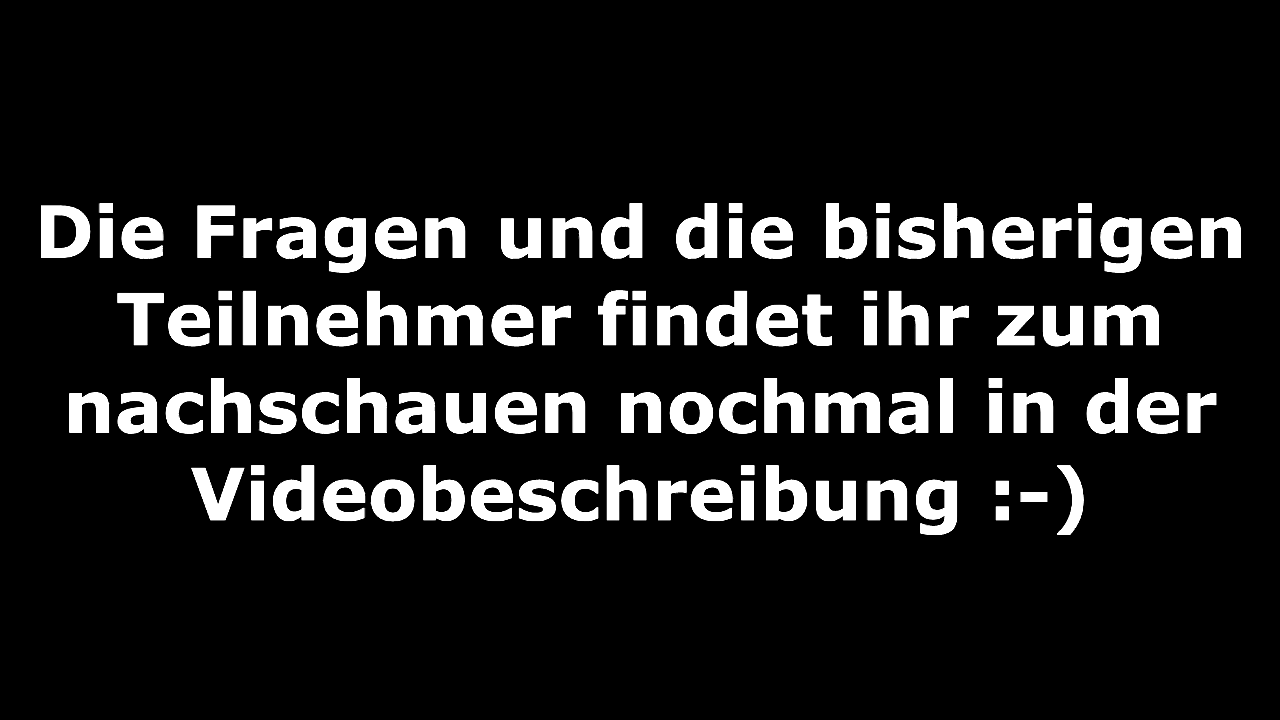 Die Fragen und die bisherigen
Teilnehmer findet ihr zum
nachschauen nochmal in der
Videobeschreibung :-)